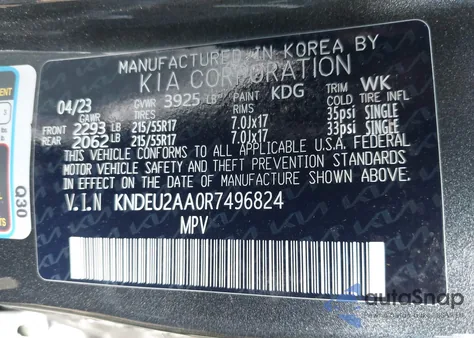 MANUFACTURED IN KOREA BY
KIA CORPORATION
04/23 GVWR 3925 LB PAINT KDG TRIM WK
GAWR TIRES RIMS COLD
FRONT 2293 LB 215/55R17 7.0Jx17 35psi SINGLE
REAR 2062 LB 215/55R17 7.0Jx17 33psi SINGLE
THIS VEHICLE CONFORMS TO ALL APPLICABLE U.S.A. FEDERAL
MOTOR VEHICLE SAFETY, BUMPER, AND THEFT PREVENTION STANDARDS
IN EFFECT ON THE DATE OF MANUFACTURE SHOWN ABOVE.
V.I.N KNDEU2AA0R7496824
MPV
Q30
autoSnap